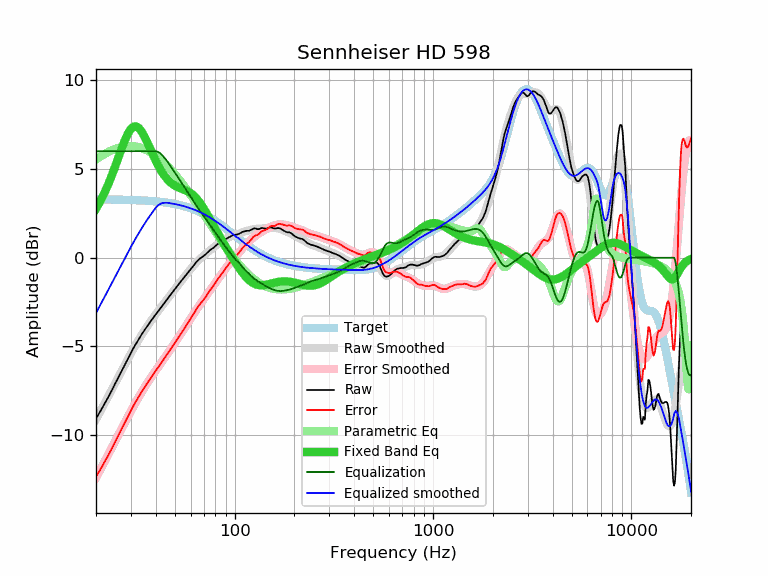 Sennheiser HD 598
Amplitude (dBr)
10
5
0
−5
−10
Target
Raw Smoothed
Error Smoothed
Raw
Error
Parametric Eq
Fixed Band Eq
Equalization
Equalized smoothed
100 1000 10000
Frequency (Hz)